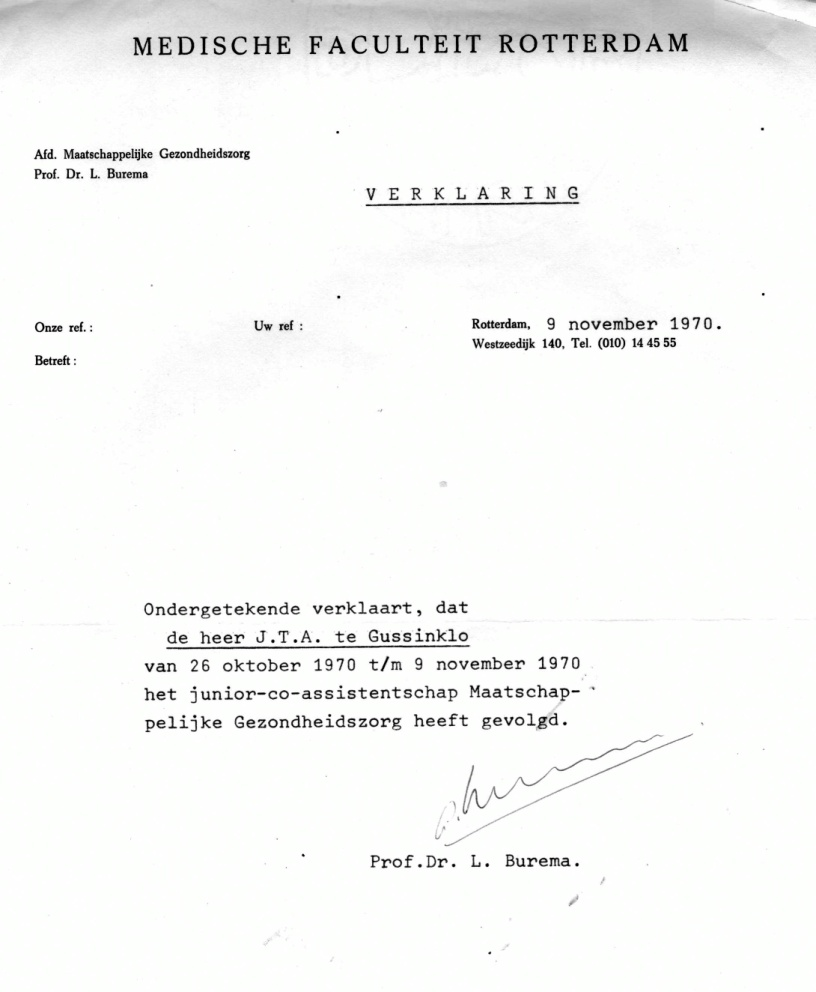 MEDISCHE FACULTEIT ROTTERDAM
Afd. Maatschappelijke Gezondheidszorg
Prof. Dr. L. Burema
VERKLARING
Onze ref.:
Uw ref :
Rotterdam, 9 november 1970.
Westzeedijk 140, Tel. (010) 14 45 55
Betreft :
Ondergetekende verklaart, dat
de heer J.T.A. te Gussinklo
van 26 oktober 1970 t/m 9 november 1970
het junior-co-assistentschap Maatschap-
pelijke Gezondheidszorg heeft gevolgd.
Prof.Dr. L. Burema.